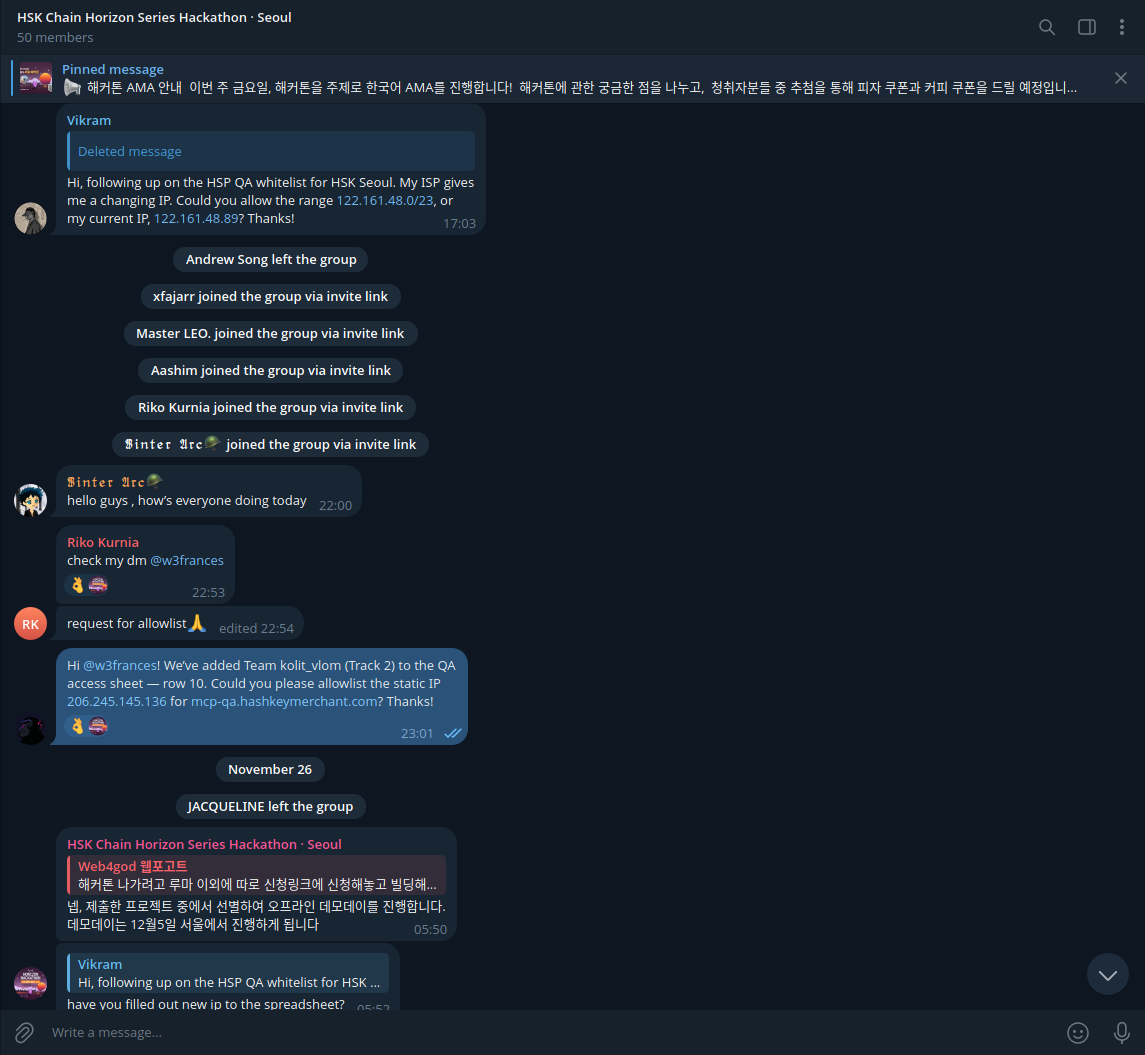 HSK Chain Horizon Series Hackathon · Seoul
50 members
Pinned message
해커톤 AMA 안내 이번 주 금요일, 해커톤을 주제로 한국어 AMA를 진행합니다! 해커톤에 관한 궁금한 점을 나누고, 청취자분들 중 추첨을 통해 피자 쿠폰과 커피 쿠폰을 드릴 예정입니...
Vikram
Deleted message
Hi, following up on the HSP QA whitelist for HSK Seoul. My ISP gives
me a changing IP. Could you allow the range 122.161.48.0/23, or
my current IP, 122.161.48.89? Thanks!
17:03
Andrew Song left the group
xfajarr joined the group via invite link
Master LEO. joined the group via invite link
Aashim joined the group via invite link
Riko Kurnia joined the group via invite link
𝕾𝖎𝖓𝖙𝖊𝖗 𝕬𝖗𝖈🪖 joined the group via invite link
𝕾𝖎𝖓𝖙𝖊𝖗 𝕬𝖗𝖈🪖
hello guys , how's everyone doing today
22:00
Riko Kurnia
check my dm @w3frances
22:53
RK
request for allowlist🙏
edited 22:54
Hi @w3frances! We've added Team kolit_vlom (Track 2) to the QA
access sheet — row 10. Could you please allowlist the static IP
206.245.145.136 for mcp-qa.hashkeymerchant.com? Thanks!
23:01
November 26
JACQUELINE left the group
HSK Chain Horizon Series Hackathon · Seoul
Web4god 웹포고트
해커톤 나가려고 루마 이외에 따로 신청링크에 신청해놓고 빌딩해...
넵, 제출한 프로젝트 중에서 선별하여 오프라인 데모데이를 진행합니다.
데모데이는 12월5일 서울에서 진행하게 됩니다
05:50
Vikram
Hi, following up on the HSP QA whitelist for HSK ...
have you filled out new ip to the spreadsheet?
05:52
Write a message...